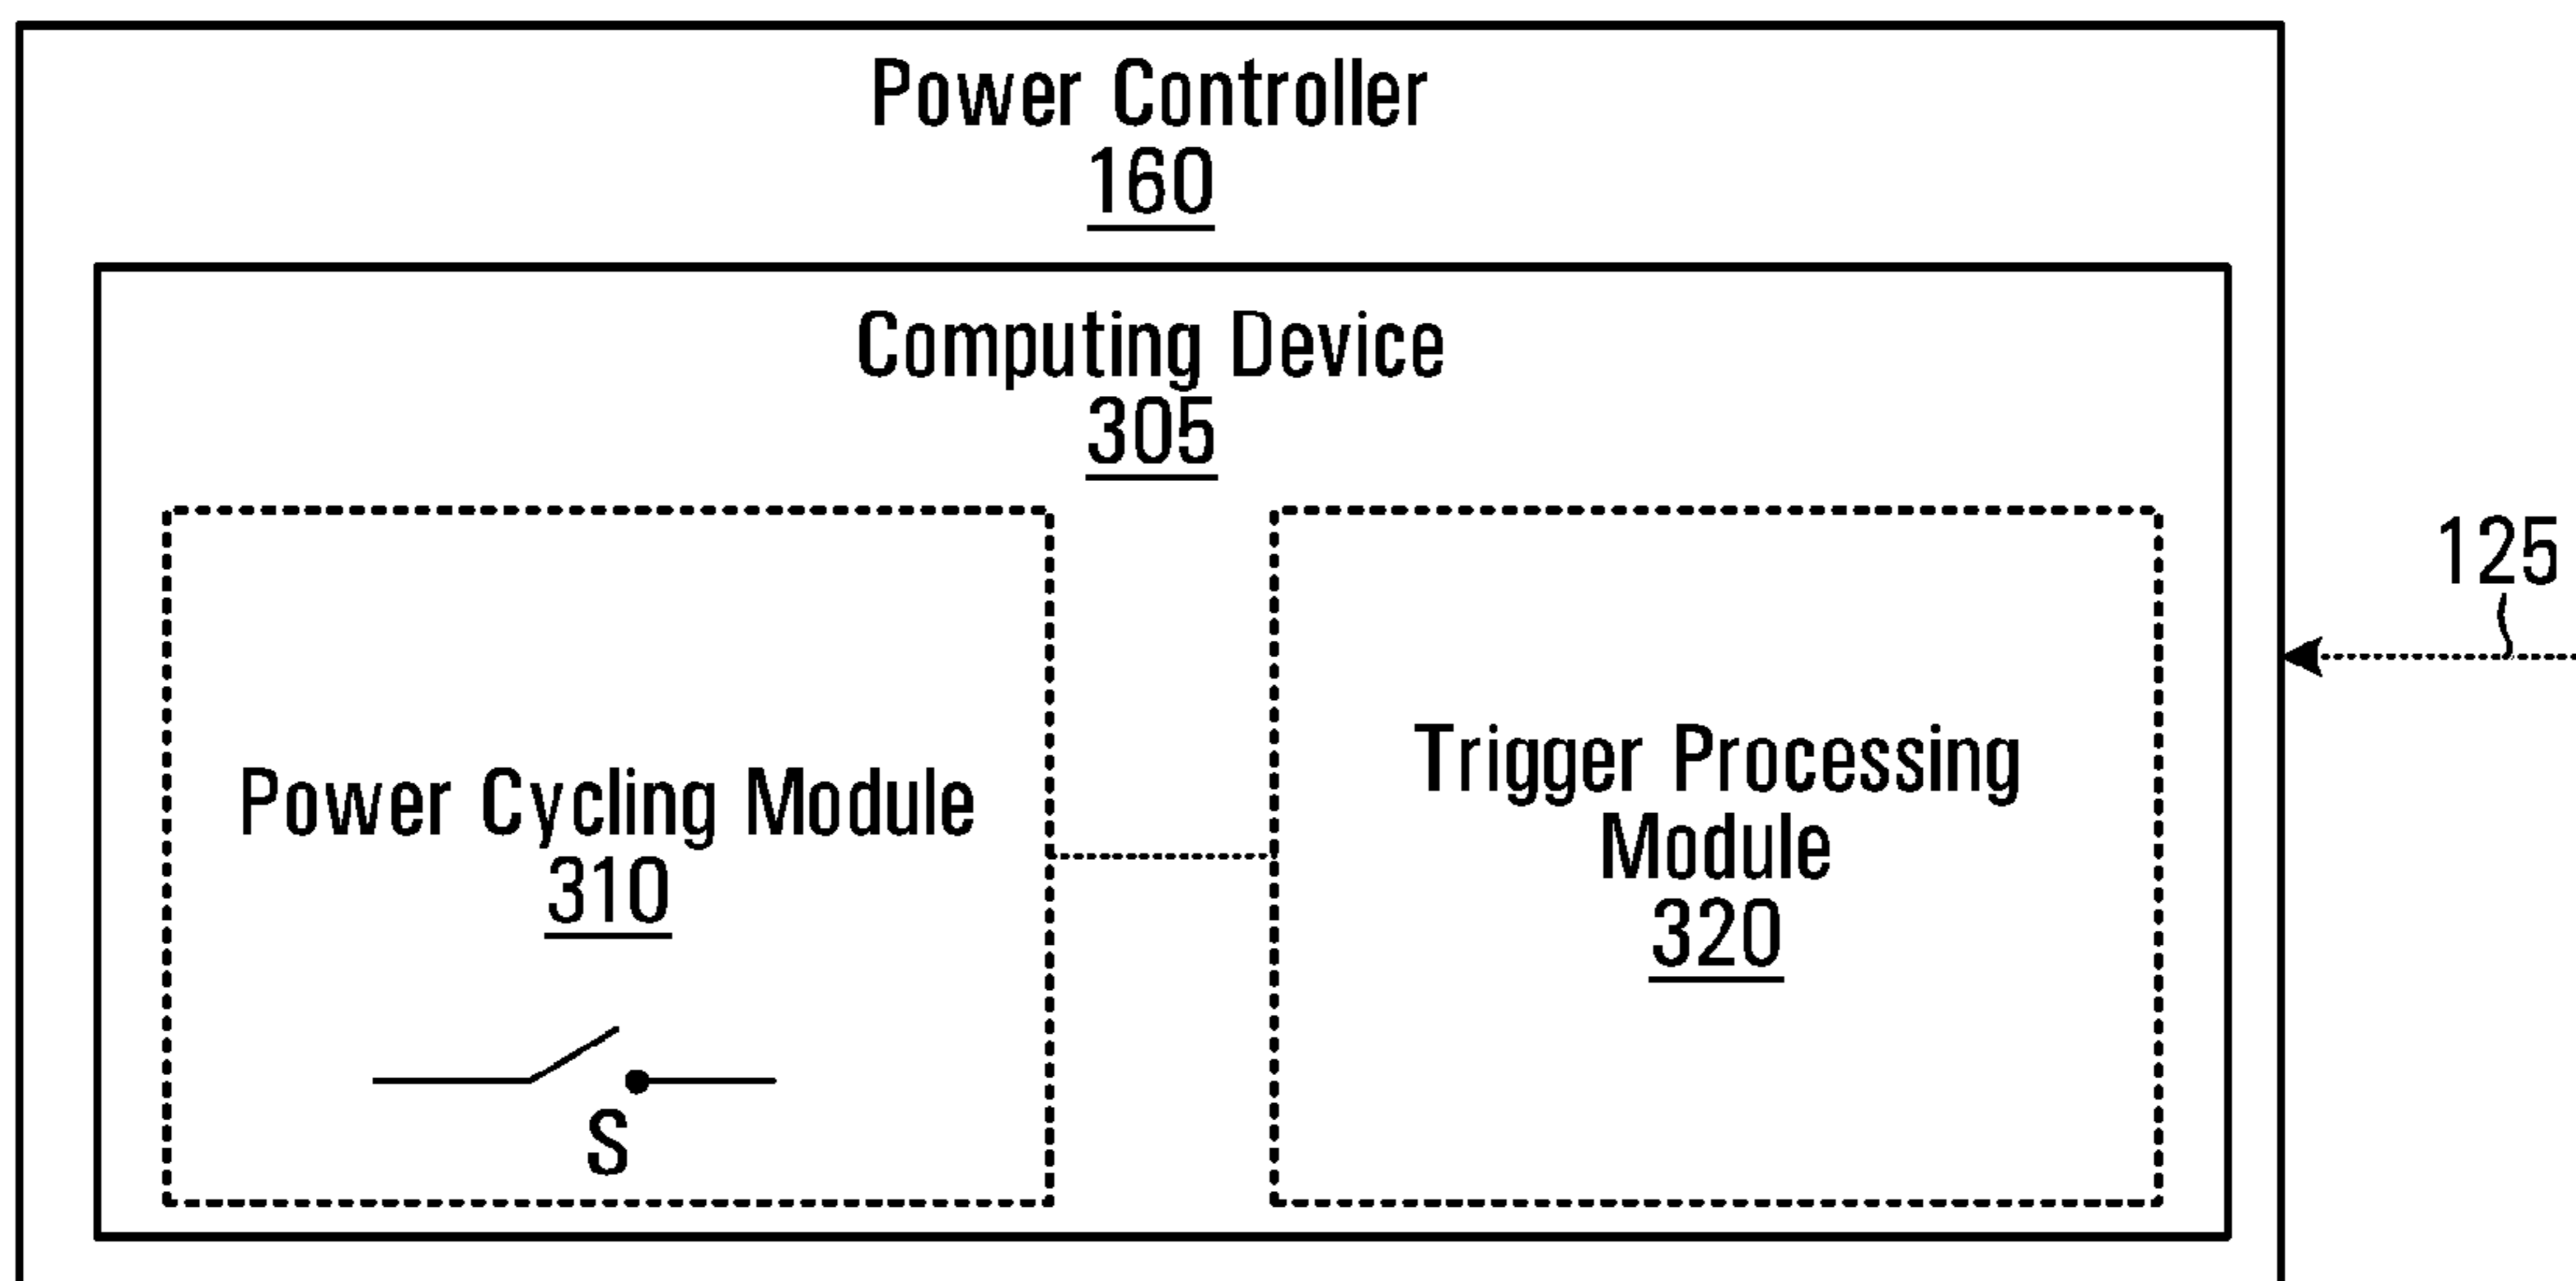 Power Controller
160
Computing Device
305
125
Power Cycling Module
310
S
Trigger Processing
Module
320